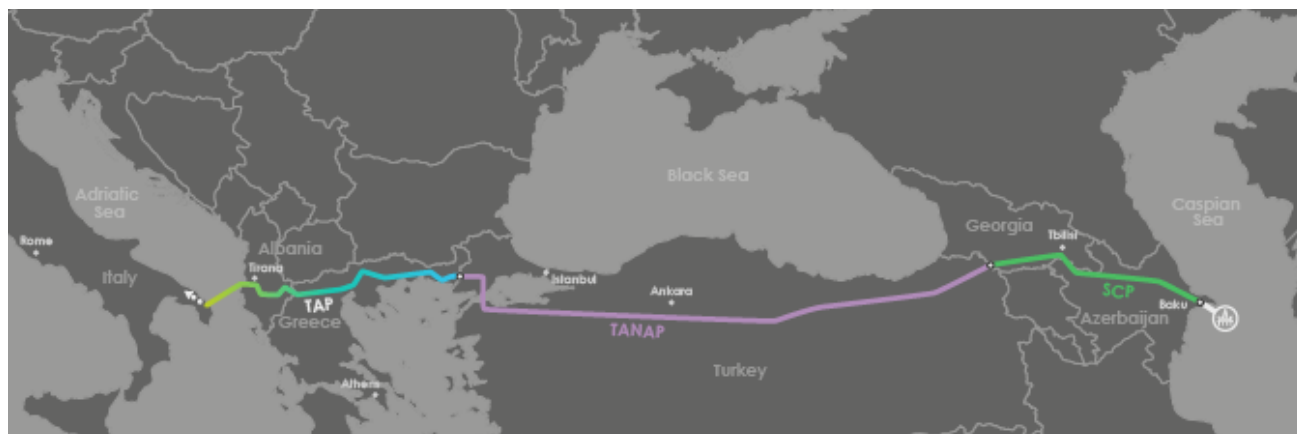 Black Sea
Adriatic
Sea
Caspian
Sea
Georgia
Tbilisi
Rome
Albania
Tirana
Istanbul
Italy
Ankara
SCP
TAP
Baku
Greece
Azerbaijan
TANAP
Turkey
Athens